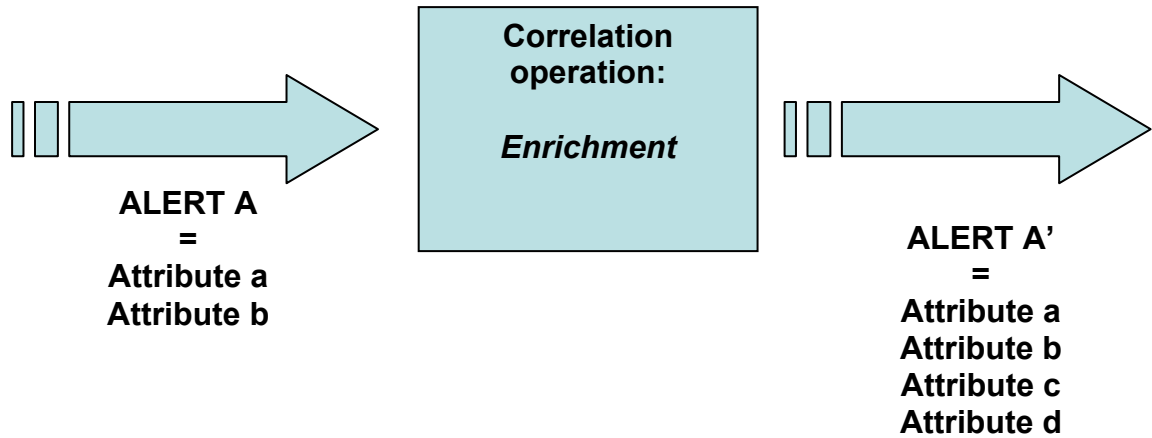 Correlation
operation:
Enrichment
ALERT A
=
Attribute a
Attribute b
ALERT A’
=
Attribute a
Attribute b
Attribute c
Attribute d